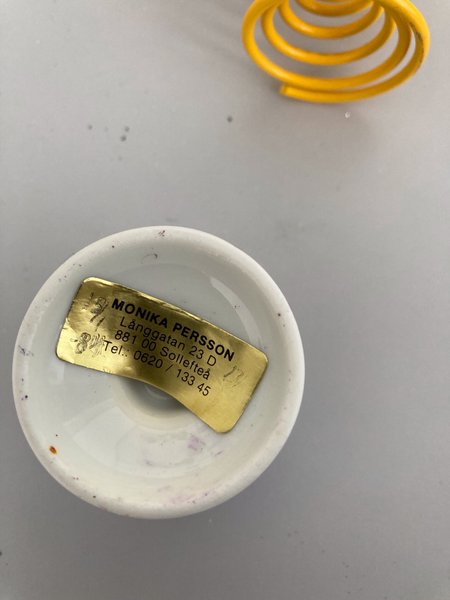 MONIKA PERSSON
Långgatan 23 D
881 00 Sollefteå
Tel.: 0620 / 133 45